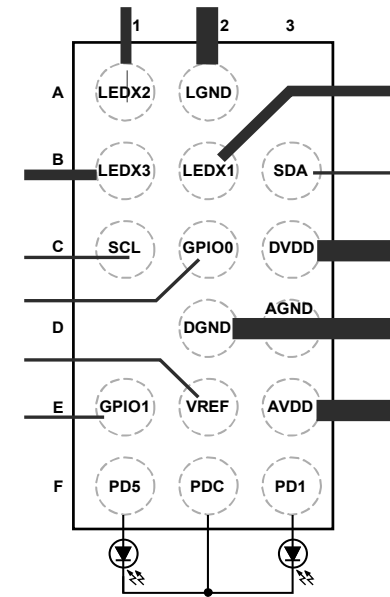 1 2 3
A LEDX2 LGND
B LEDX3 LEDX1 SDA
C SCL GPIO0 DVDD
AGND
D DGND
E GPIO1 VREF AVDD
F PD5 PDC PD1